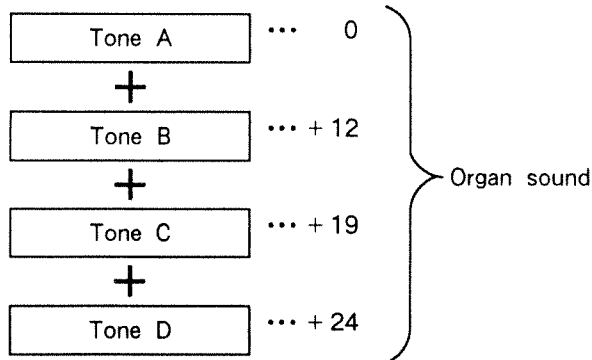 Tone A ··· 0
+
Tone B ··· + 12
+
Organ sound
Tone C ··· + 19
+
Tone D ··· + 24